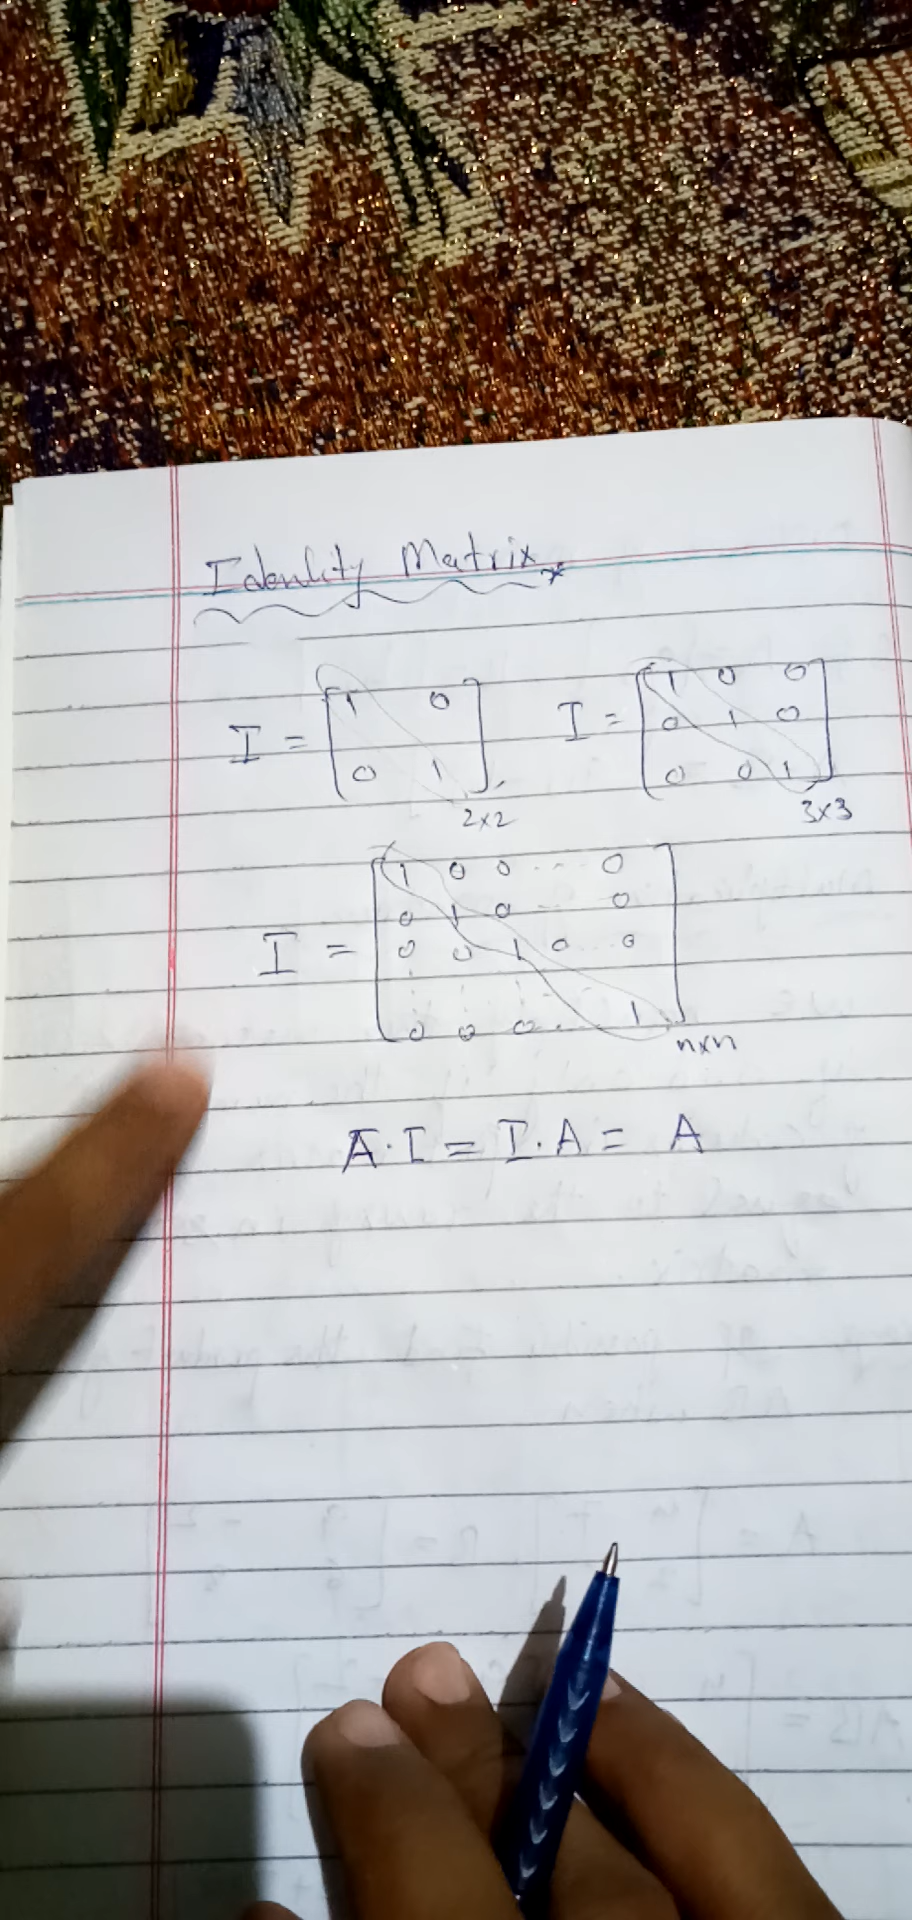 Identity Matrix
I = [ 1 0
0 1 ] 2x2
I = [ 1 0 0
0 1 0
0 0 1 ] 3x3
I = [ 1 0 0 ... 0
0 1 0 ... 0
0 0 1 0 ... 0
⋮ ⋮ ⋮ ⋮
0 0 0 ... 1 ] nxn
A·I = I·A = A